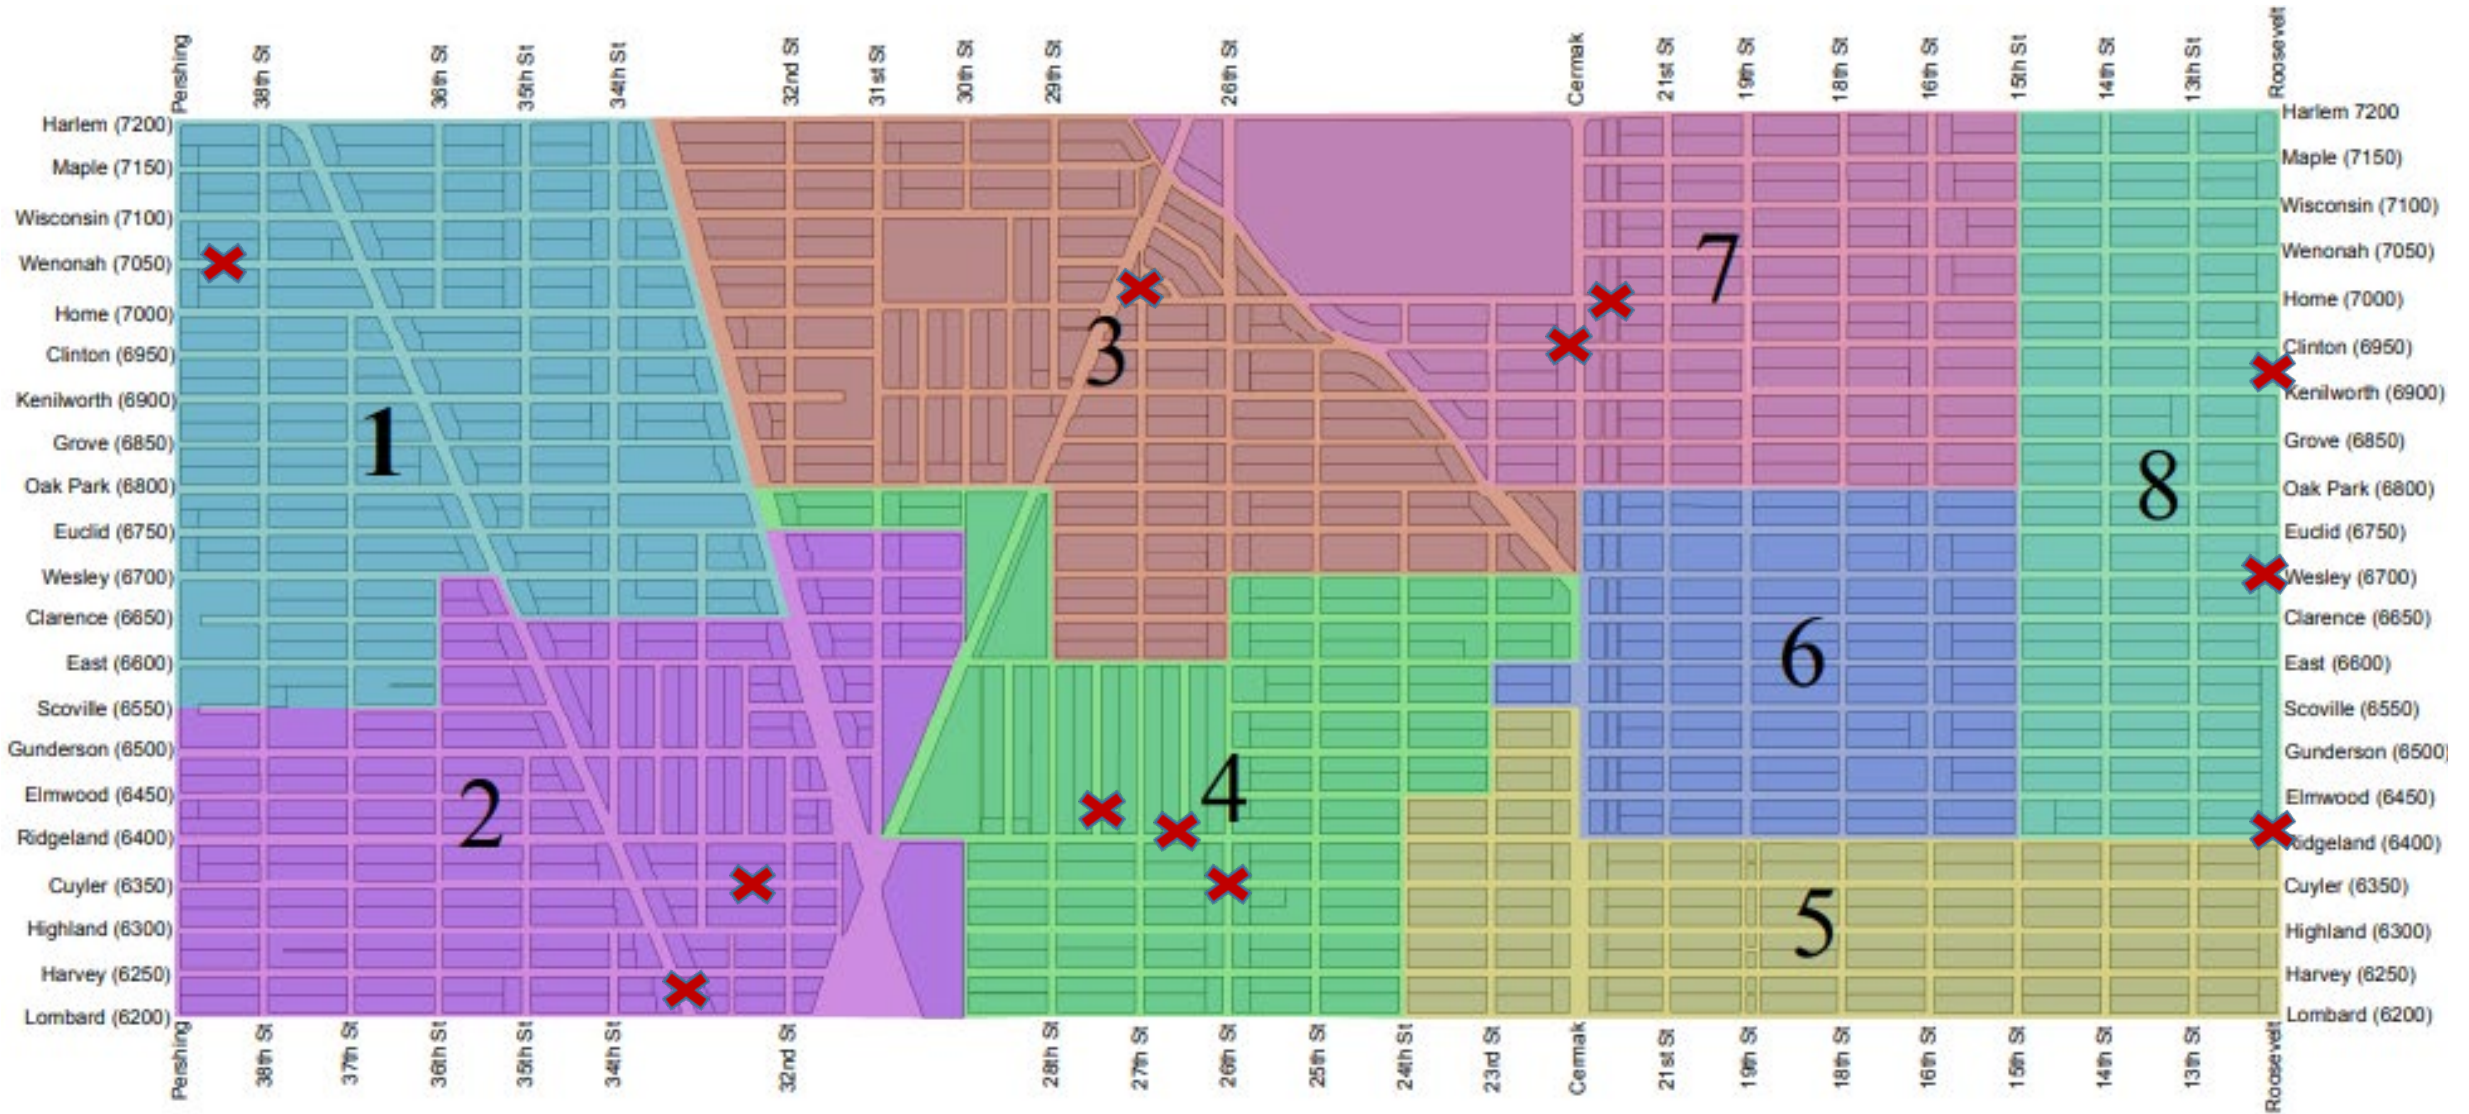 Pershing
38th St
36th St
35th St
34th St
32nd St
31st St
30th St
29th St
26th St
Cermak
21st St
19th St
18th St
16th St
15th St
14th St
13th St
Roosevelt
Harlem (7200)
Maple (7150)
Wisconsin (7100)
Wenonah (7050)
Home (7000)
Clinton (6950)
Kenilworth (6900)
Grove (6850)
Oak Park (6800)
Euclid (6750)
Wesley (6700)
Clarence (6650)
East (6600)
Scoville (6550)
Gunderson (6500)
Elmwood (6450)
Ridgeland (6400)
Cuyler (6350)
Highland (6300)
Harvey (6250)
Lombard (6200)
1
2
3
4
7
6
5
8
Harlem 7200
Maple (7150)
Wisconsin (7100)
Wenonah (7050)
Home (7000)
Clinton (6950)
Kenilworth (6900)
Grove (6850)
Oak Park (6800)
Euclid (6750)
Wesley (6700)
Clarence (6650)
East (6600)
Scoville (6550)
Gunderson (6500)
Elmwood (6450)
Ridgeland (6400)
Cuyler (6350)
Highland (6300)
Harvey (6250)
Lombard (6200)
Pershing
38th St
37th St
36th St
35th St
34th St
32nd St
28th St
27th St
26th St
25th St
24th St
23rd St
Cermak
21st St
19th St
18th St
16th St
15th St
14th St
13th St
Roosevelt